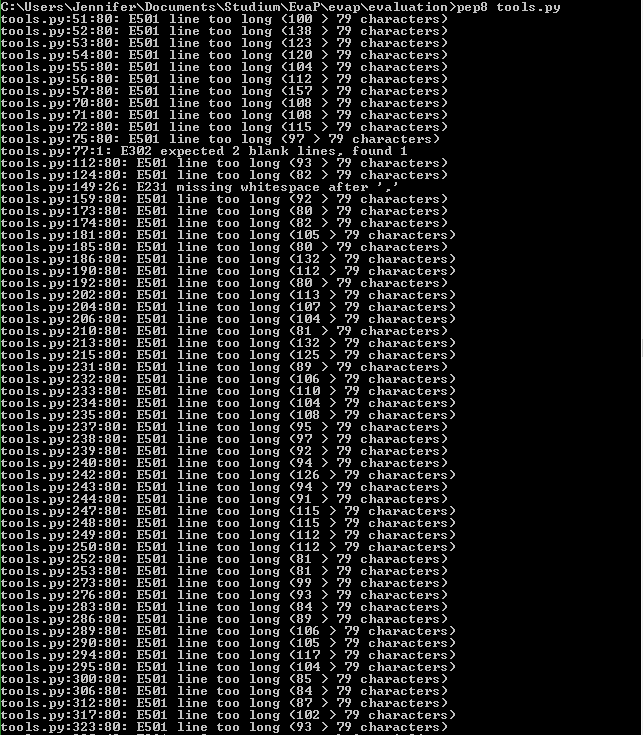 C:\Users\Jennifer\Documents\Studium\EvaP\evap\evaluation>pep8 tools.py
tools.py:51:80: E501 line too long (100 > 79 characters)
tools.py:52:80: E501 line too long (138 > 79 characters)
tools.py:53:80: E501 line too long (123 > 79 characters)
tools.py:54:80: E501 line too long (120 > 79 characters)
tools.py:55:80: E501 line too long (104 > 79 characters)
tools.py:56:80: E501 line too long (112 > 79 characters)
tools.py:57:80: E501 line too long (157 > 79 characters)
tools.py:70:80: E501 line too long (108 > 79 characters)
tools.py:71:80: E501 line too long (108 > 79 characters)
tools.py:72:80: E501 line too long (115 > 79 characters)
tools.py:75:80: E501 line too long (97 > 79 characters)
tools.py:77:1: E302 expected 2 blank lines, found 1
tools.py:112:80: E501 line too long (93 > 79 characters)
tools.py:124:80: E501 line too long (82 > 79 characters)
tools.py:149:26: E231 missing whitespace after ','
tools.py:159:80: E501 line too long (92 > 79 characters)
tools.py:173:80: E501 line too long (80 > 79 characters)
tools.py:174:80: E501 line too long (82 > 79 characters)
tools.py:181:80: E501 line too long (105 > 79 characters)
tools.py:185:80: E501 line too long (80 > 79 characters)
tools.py:186:80: E501 line too long (132 > 79 characters)
tools.py:190:80: E501 line too long (112 > 79 characters)
tools.py:192:80: E501 line too long (80 > 79 characters)
tools.py:202:80: E501 line too long (113 > 79 characters)
tools.py:204:80: E501 line too long (107 > 79 characters)
tools.py:206:80: E501 line too long (104 > 79 characters)
tools.py:210:80: E501 line too long (81 > 79 characters)
tools.py:213:80: E501 line too long (132 > 79 characters)
tools.py:215:80: E501 line too long (125 > 79 characters)
tools.py:231:80: E501 line too long (89 > 79 characters)
tools.py:232:80: E501 line too long (106 > 79 characters)
tools.py:233:80: E501 line too long (110 > 79 characters)
tools.py:234:80: E501 line too long (104 > 79 characters)
tools.py:235:80: E501 line too long (108 > 79 characters)
tools.py:237:80: E501 line too long (95 > 79 characters)
tools.py:238:80: E501 line too long (97 > 79 characters)
tools.py:239:80: E501 line too long (92 > 79 characters)
tools.py:240:80: E501 line too long (94 > 79 characters)
tools.py:242:80: E501 line too long (126 > 79 characters)
tools.py:243:80: E501 line too long (94 > 79 characters)
tools.py:244:80: E501 line too long (91 > 79 characters)
tools.py:247:80: E501 line too long (115 > 79 characters)
tools.py:248:80: E501 line too long (115 > 79 characters)
tools.py:249:80: E501 line too long (112 > 79 characters)
tools.py:250:80: E501 line too long (112 > 79 characters)
tools.py:252:80: E501 line too long (81 > 79 characters)
tools.py:253:80: E501 line too long (81 > 79 characters)
tools.py:273:80: E501 line too long (99 > 79 characters)
tools.py:276:80: E501 line too long (93 > 79 characters)
tools.py:283:80: E501 line too long (84 > 79 characters)
tools.py:286:80: E501 line too long (89 > 79 characters)
tools.py:289:80: E501 line too long (106 > 79 characters)
tools.py:290:80: E501 line too long (105 > 79 characters)
tools.py:294:80: E501 line too long (117 > 79 characters)
tools.py:295:80: E501 line too long (104 > 79 characters)
tools.py:300:80: E501 line too long (85 > 79 characters)
tools.py:306:80: E501 line too long (84 > 79 characters)
tools.py:312:80: E501 line too long (87 > 79 characters)
tools.py:317:80: E501 line too long (102 > 79 characters)
tools.py:323:80: E501 line too long (93 > 79 characters)